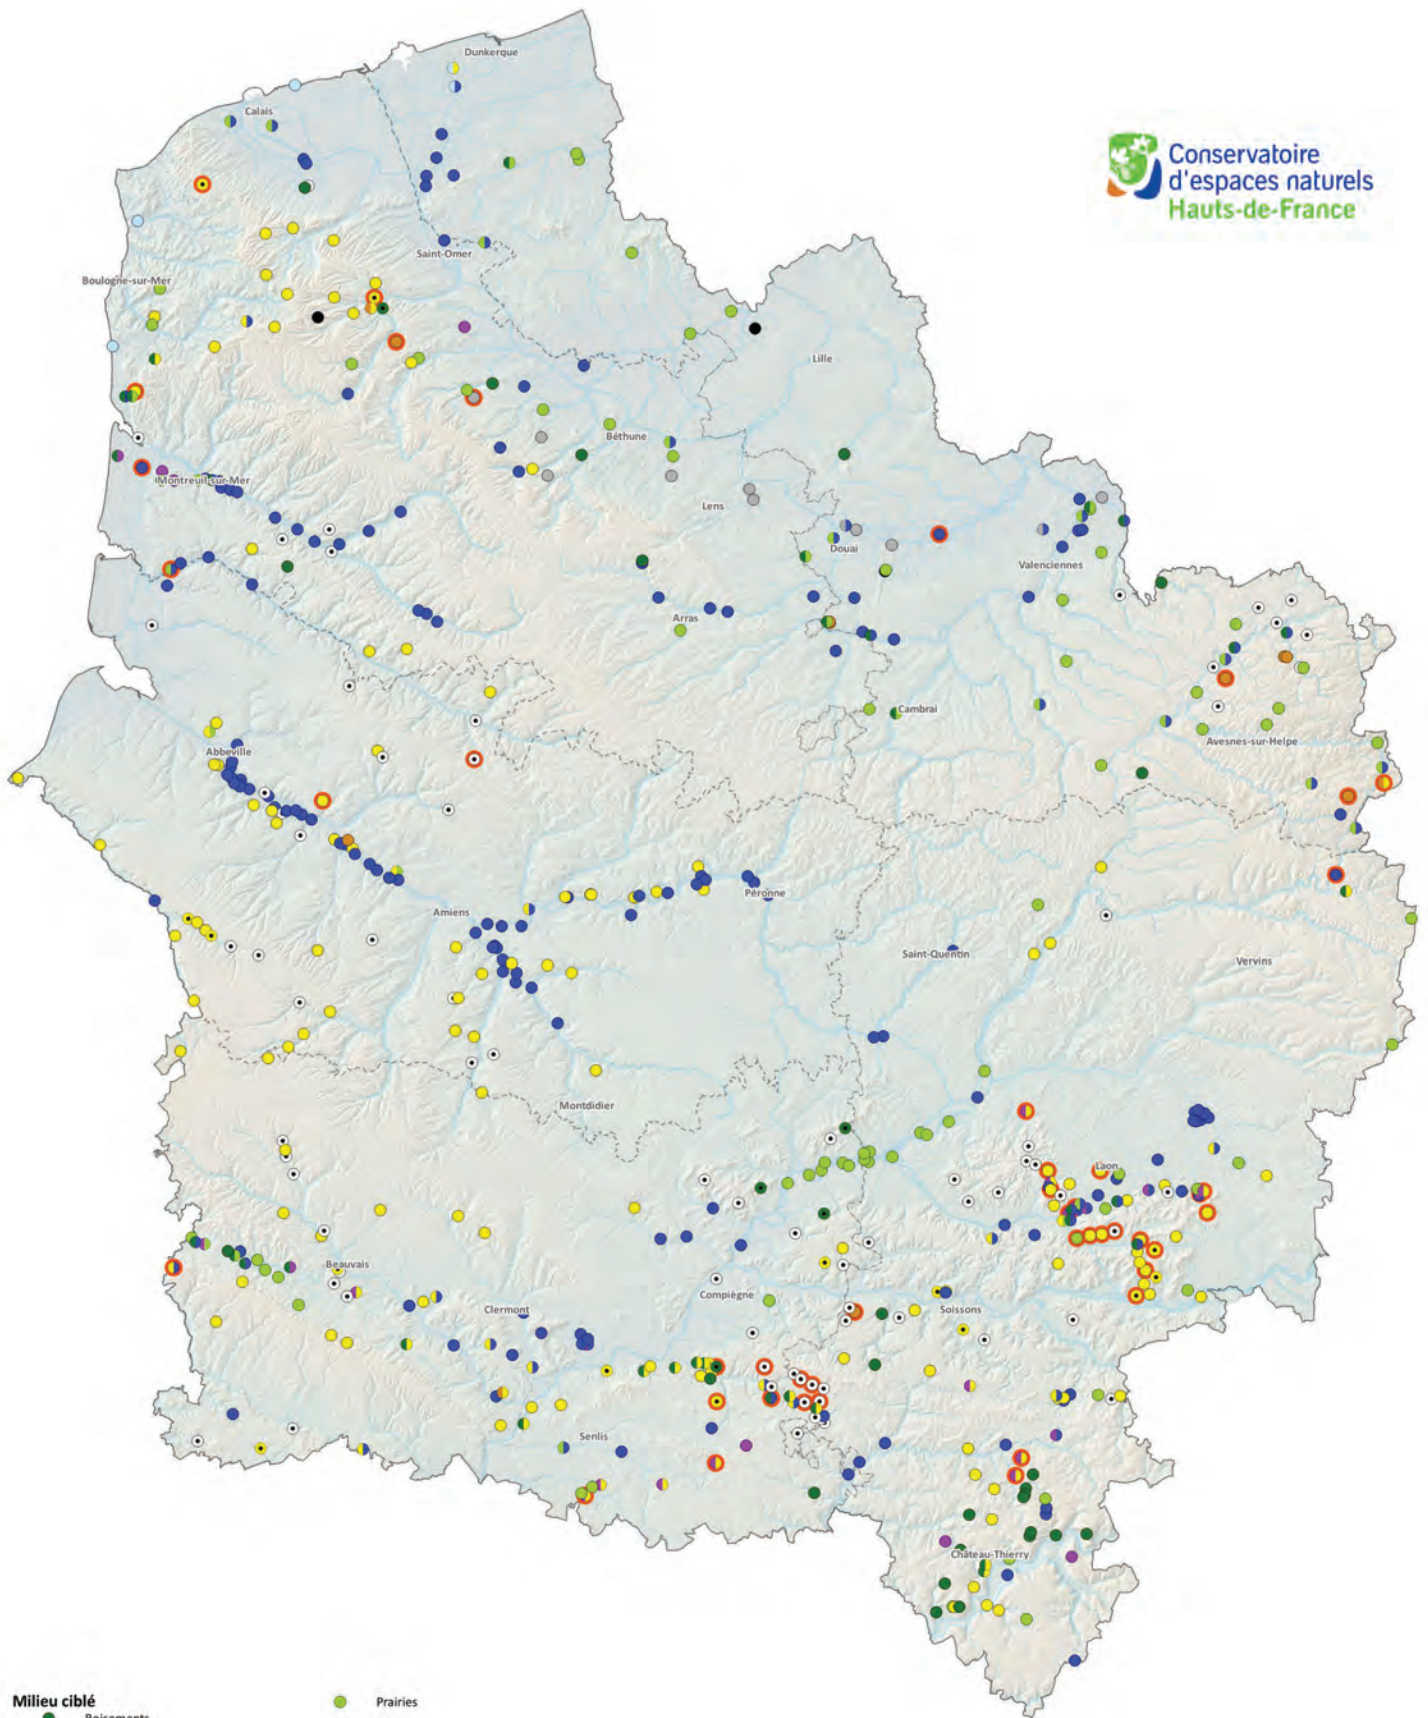 Dunkerque
Calais
Conservatoire
d'espaces naturels
Hauts-de-France
Saint-Omer
Boulogne-sur-Mer
Lille
Béthune
Montreuil-sur-Mer
Lens
Douai
Valenciennes
Arras
Cambrai
Avesnes-sur-Helpe
Abbeville
Péronne
Amiens
Saint-Quentin
Vervins
Montdidier
Laon
Beauvais
Compiègne
Clermont
Soissons
Senlis
Château-Thierry
Milieu ciblé
Prairies
Boisements